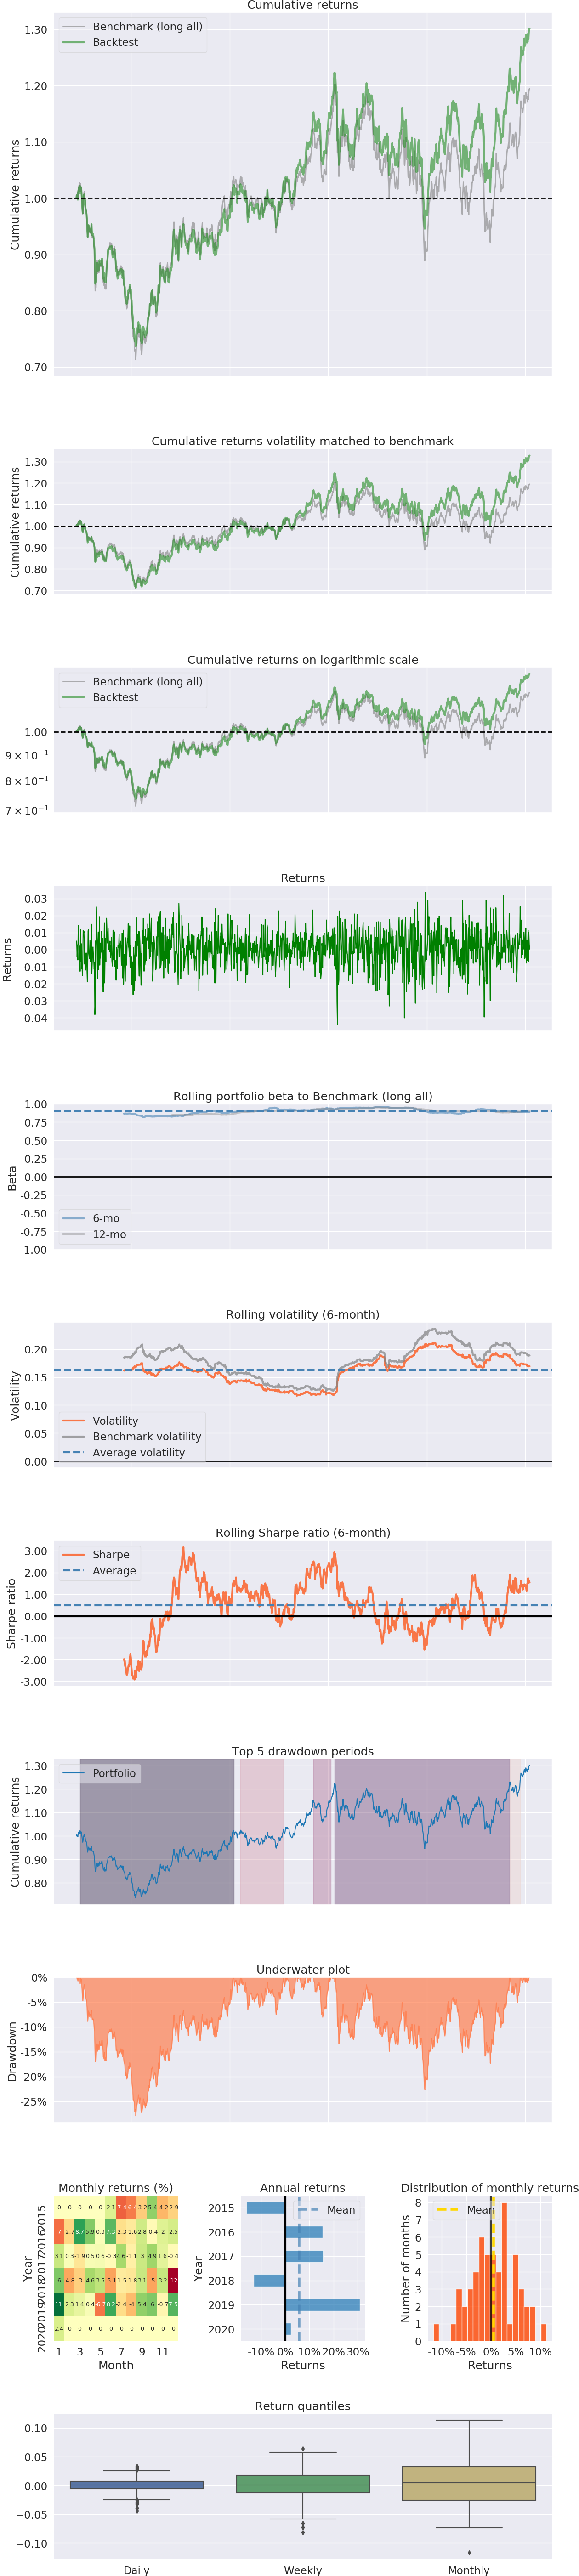 Cumulative returns
Benchmark (long all)
Backtest
1.30
1.20
1.10
1.00
0.90
0.80
0.70
Cumulative returns
Cumulative returns volatility matched to benchmark
1.30
1.20
1.10
1.00
0.90
0.80
0.70
Cumulative returns
Cumulative returns on logarithmic scale
Benchmark (long all)
Backtest
1.00
9 × 10⁻¹
8 × 10⁻¹
7 × 10⁻¹
Cumulative returns
Returns
0.03
0.02
0.01
0.00
−0.01
−0.02
−0.03
−0.04
Returns
Rolling portfolio beta to Benchmark (long all)
1.00
0.75
0.50
0.25
0.00
-0.25
-0.50
-0.75
-1.00
Beta
6-mo
12-mo
Rolling volatility (6-month)
0.20
0.15
0.10
0.05
0.00
Volatility
Volatility
Benchmark volatility
Average volatility
Rolling Sharpe ratio (6-month)
Sharpe
Average
3.00
2.00
1.00
0.00
-1.00
-2.00
-3.00
Sharpe ratio
Top 5 drawdown periods
Portfolio
1.30
1.20
1.10
1.00
0.90
0.80
Cumulative returns
Underwater plot
0%
-5%
-10%
-15%
-20%
-25%
Drawdown
Monthly returns (%)
2015
2016
2017
2018
2019
2020
Year
1 3 5 7 9 11
Month
Annual returns
Mean
2015
2016
2017
2018
2019
2020
Year
-10% 0% 10% 20% 30%
Returns
Distribution of monthly returns
Mean
8
7
6
5
4
3
2
1
0
Number of months
-10% -5% 0% 5% 10%
Returns
Return quantiles
0.10
0.05
0.00
−0.05
−0.10
Daily Weekly Monthly